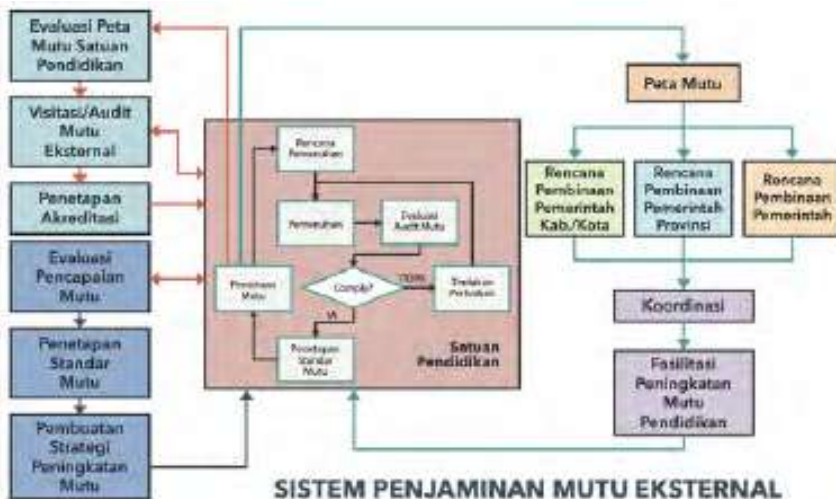 Evaluasi Peta
Mutu Satuan
Pendidikan
Visitasi/Audit
Mutu
Eksternal
Penetapan
Akreditasi
Evaluasi
Pencapaian
Mutu
Penetapan
Standar
Mutu
Pembuatan
Strategi
Peningkatan
Mutu
Rencana
Pemenuhan
Pemenuhan
Evaluasi
Audit Mutu
Pemetaan
Mutu
Comply?
TIDAK
Tindakan
Perbaikan
YA
Penetapan
Standar
Mutu
Satuan
Pendidikan
Peta Mutu
Rencana
Pembinaan
Pemerintah
Kab./Kota
Rencana
Pembinaan
Pemerintah
Provinsi
Rencana
Pembinaan
Pemerintah
Koordinasi
Fasilitasi
Peningkatan
Mutu
Pendidikan
SISTEM PENJAMINAN MUTU EKSTERNAL